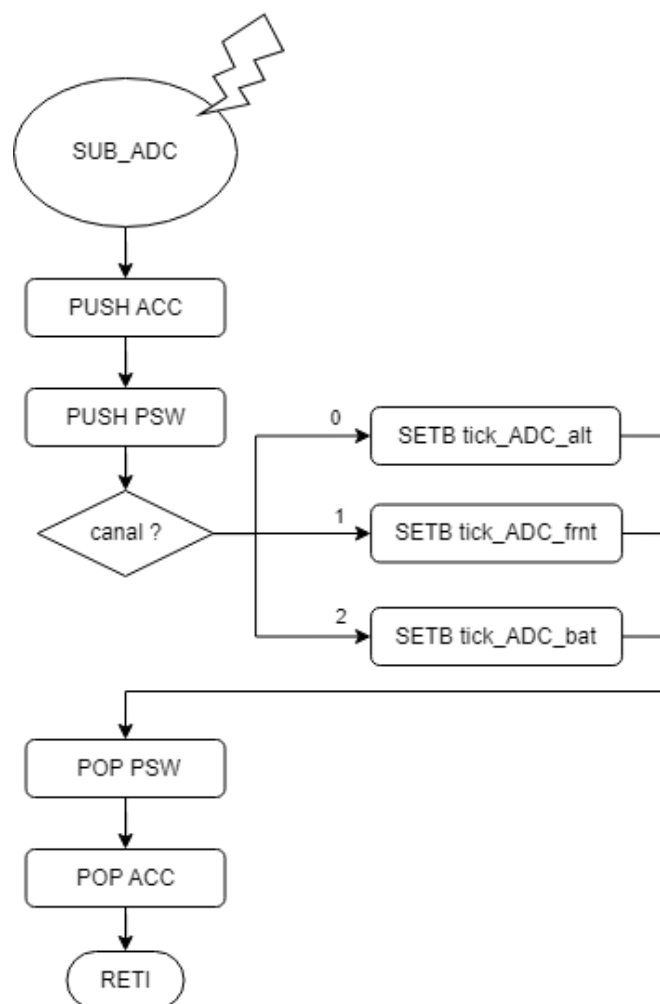 SUB_ADC
PUSH ACC
PUSH PSW
canal ?
0
SETB tick_ADC_alt
1
SETB tick_ADC_frnt
2
SETB tick_ADC_bat
POP PSW
POP ACC
RETI